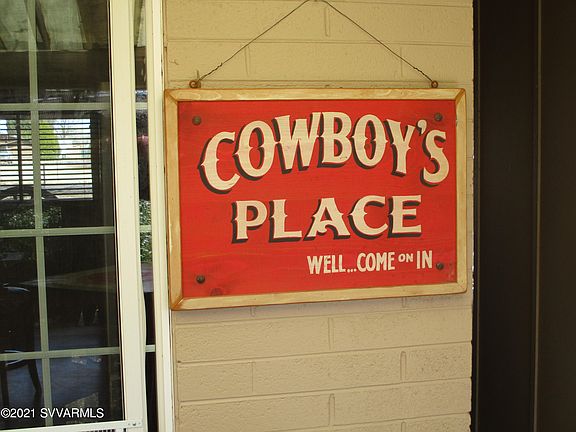 COWBOY'S
PLACE
WELL...COME ON IN
©2021 SVVARMLS